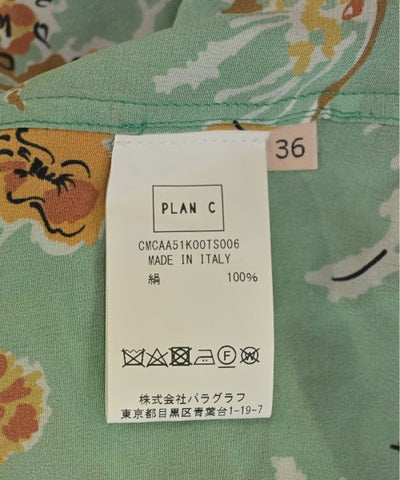 36
PLAN C
CMCAA51K00TS006
MADE IN ITALY
絹 100%
株式会社パラグラフ
東京都目黒区青葉台1-19-7